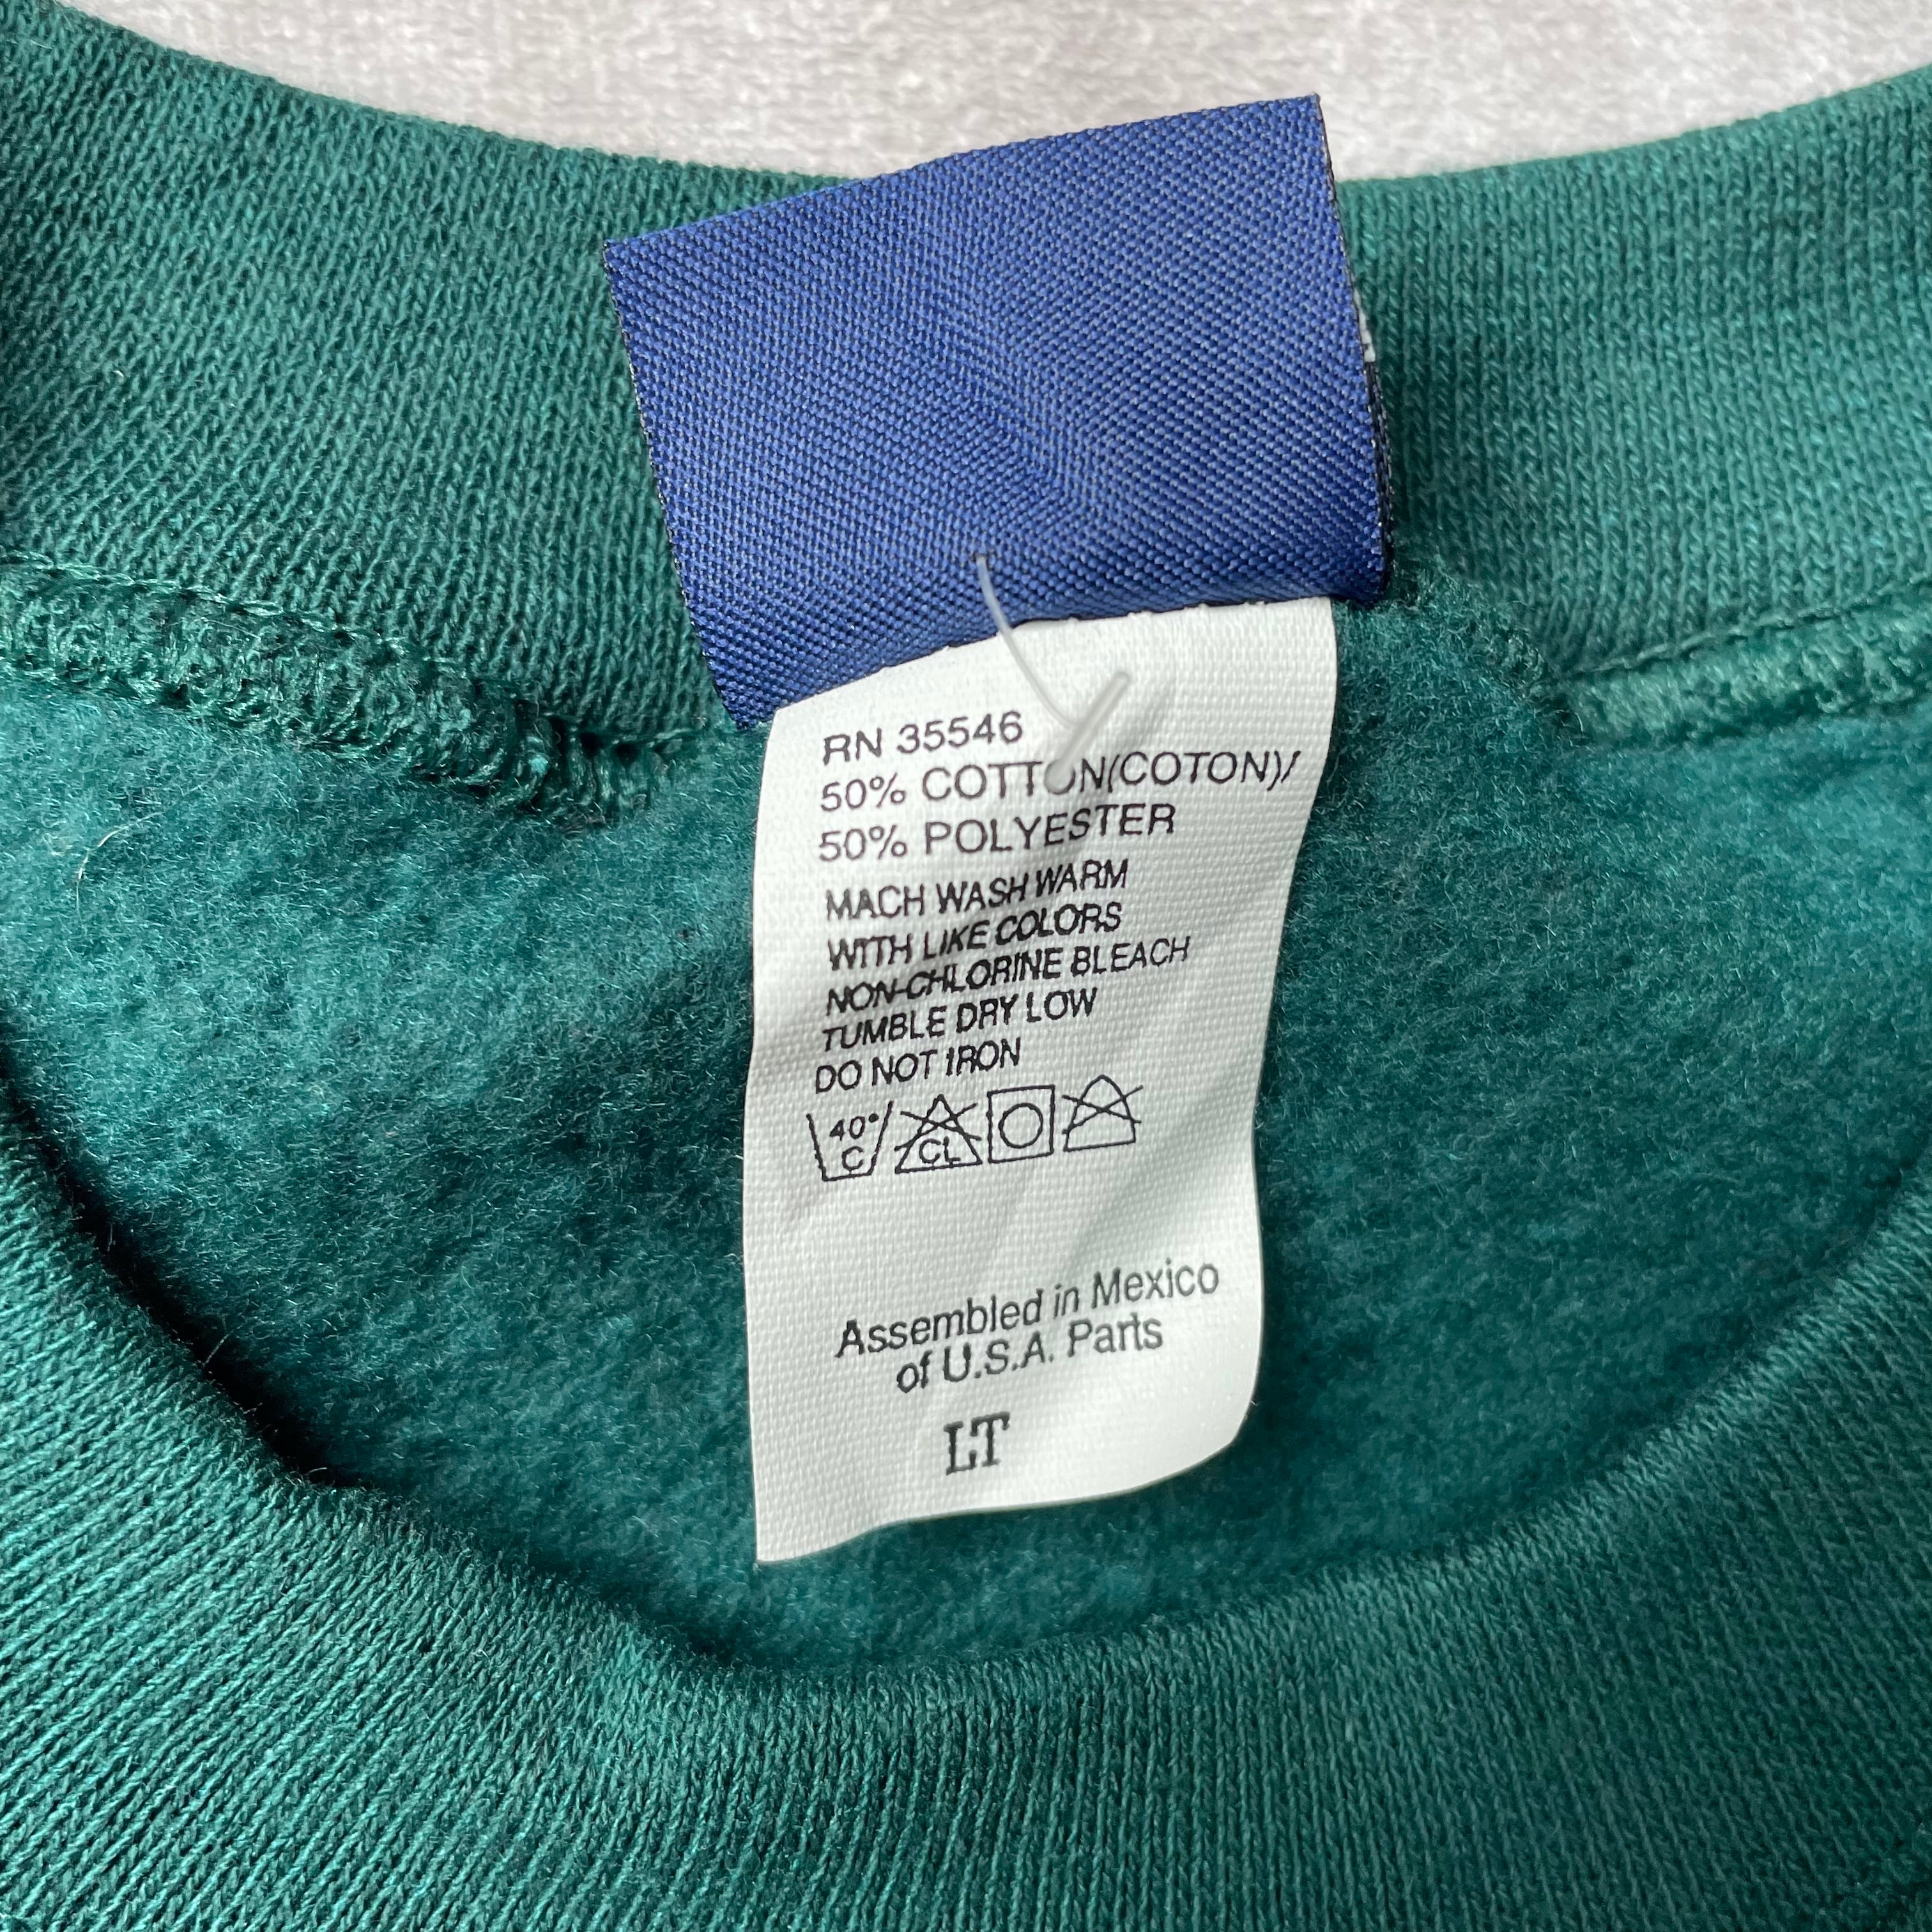 RN 35546
50% COTTON(COTON)/
50% POLYESTER
MACH WASH WARM
WITH LIKE COLORS
NON-CHLORINE BLEACH
TUMBLE DRY LOW
DO NOT IRON
40°
C
CL
Assembled in Mexico
of U.S.A. Parts
LT